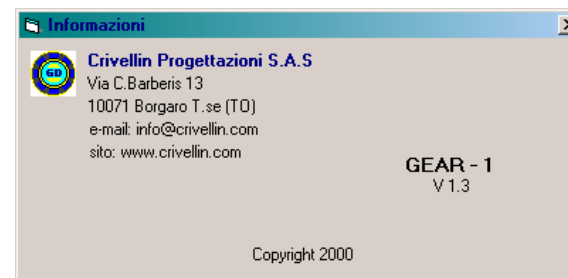 Informazioni
GD
Crivellin Progettazioni S.A.S
Via C.Barberis 13
10071 Borgaro T.se (TO)
e-mail: info@crivellin.com
sito: www.crivellin.com
GEAR - 1
V 1.3
Copyright 2000